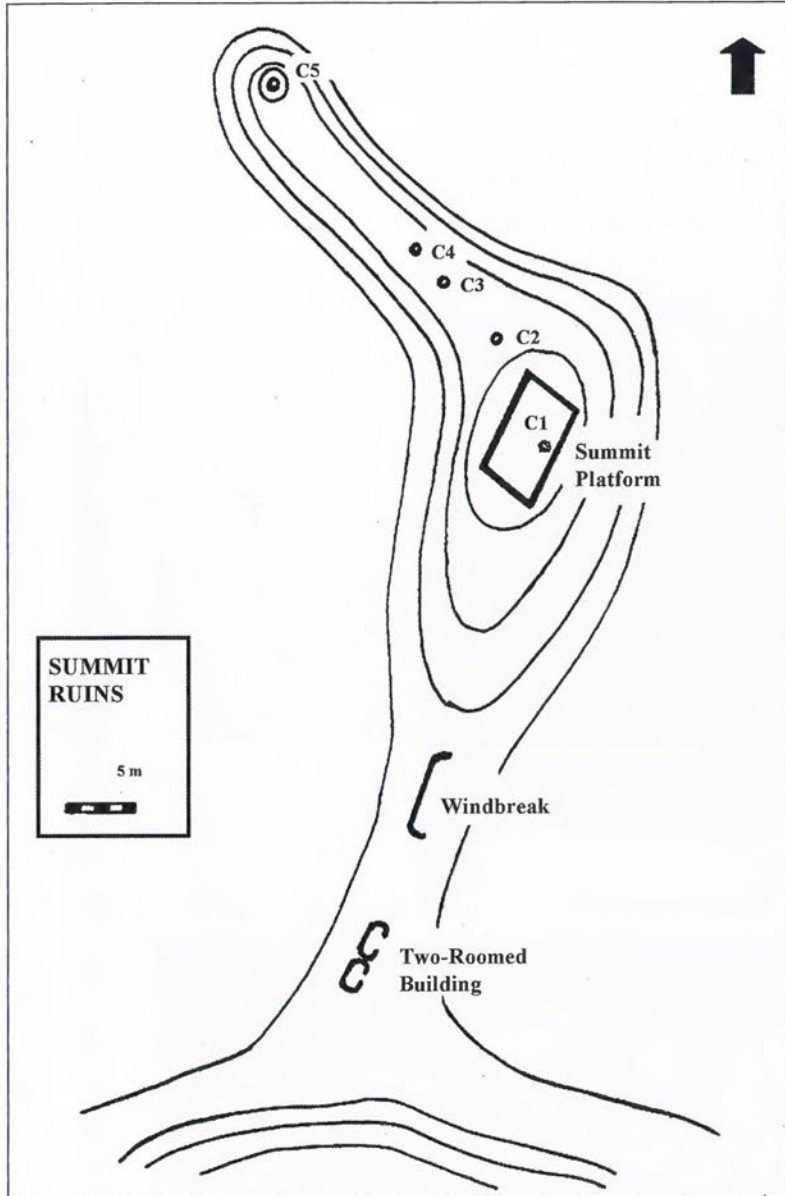 C5
C4
C3
C2
C1
Summit
Platform
SUMMIT
RUINS
5 m
Windbreak
Two-Roomed
Building